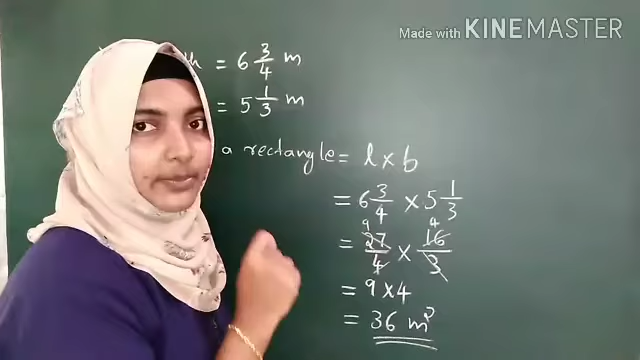 Made with KINEMASTER
= 6 3/4 m
= 5 1/3 m
a rectangle = l × b
= 6 3/4 × 5 1/3
9 4
= 27/4 × 16/3
= 9 × 4
= 36 m²